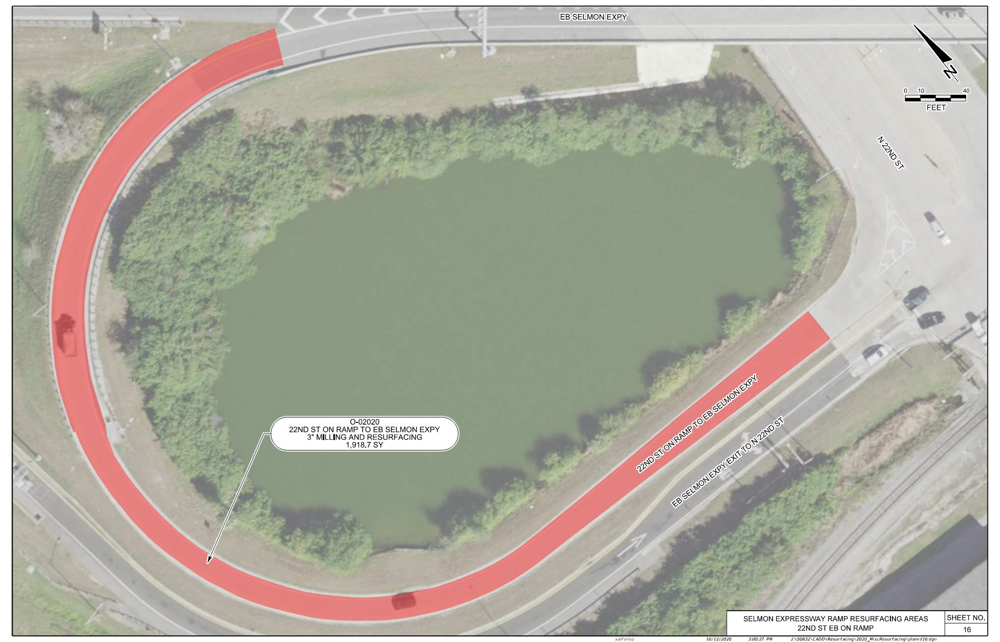 EB SELMON EXPY
N
0 10 40
FEET
N 22ND ST
22ND ST ON RAMP TO EB SELMON EXPY
EB SELMON EXPY EXIT TO N 22ND ST
O-02020
22ND ST ON RAMP TO EB SELMON EXPY
3" MILLING AND RESURFACING
1,918.7 SY
SELMON EXPRESSWAY RAMP RESURFACING AREAS
22ND ST EB ON RAMP
SHEET NO.
16
salfonso 10/12/2020 3:00:27 PM J:\50832\CADD\Resurfacing\2020_MiscResurfacing\planrd16.dgn